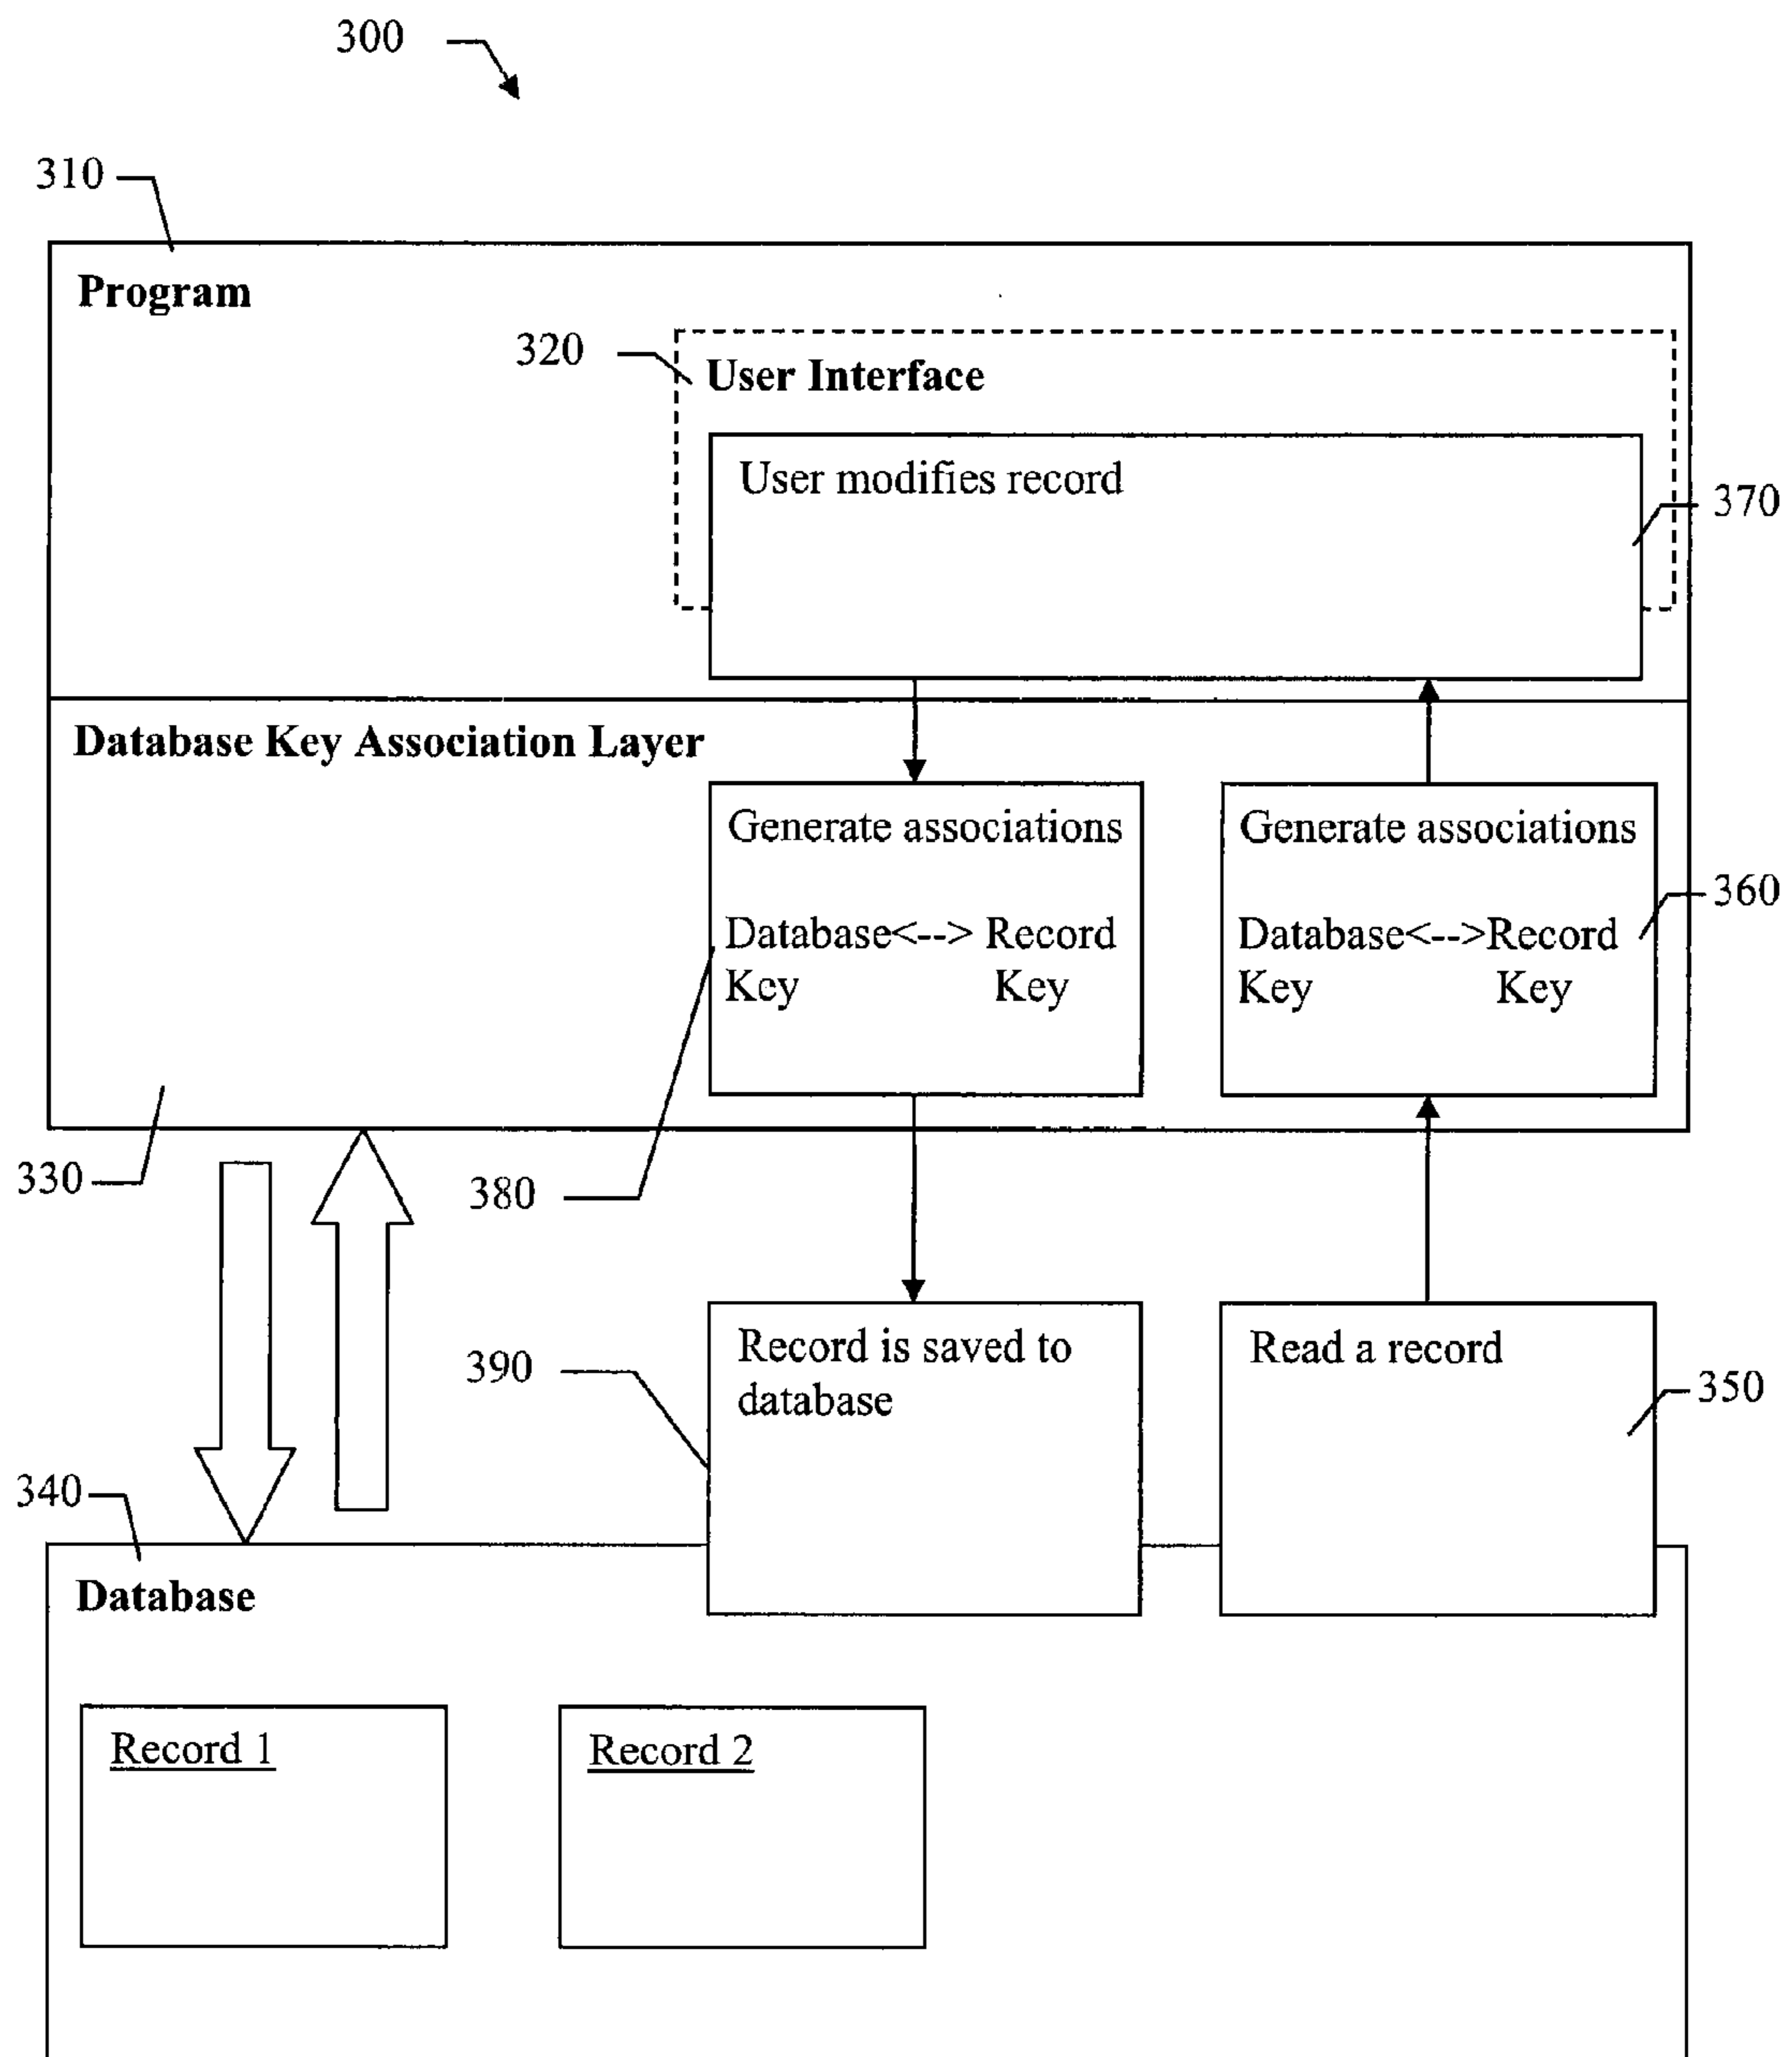 300
310
Program
320
User Interface
User modifies record
370
Database Key Association Layer
Generate associations
Database<--> Record
Key Key
Generate associations
Database<-->Record
Key Key
360
330
380
Record is saved to
database
390
Read a record
350
340
Database
Record 1
Record 2